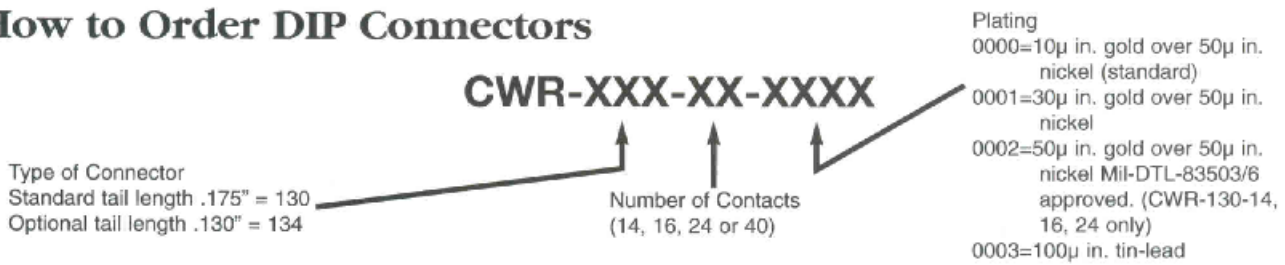 How to Order DIP Connectors
CWR-XXX-XX-XXXX
Type of Connector
Standard tail length .175” = 130
Optional tail length .130” = 134
Number of Contacts
(14, 16, 24 or 40)
Plating
0000=10µ in. gold over 50µ in.
nickel (standard)
0001=30µ in. gold over 50µ in.
nickel
0002=50µ in. gold over 50µ in.
nickel Mil-DTL-83503/6
approved. (CWR-130-14,
16, 24 only)
0003=100µ in. tin-lead